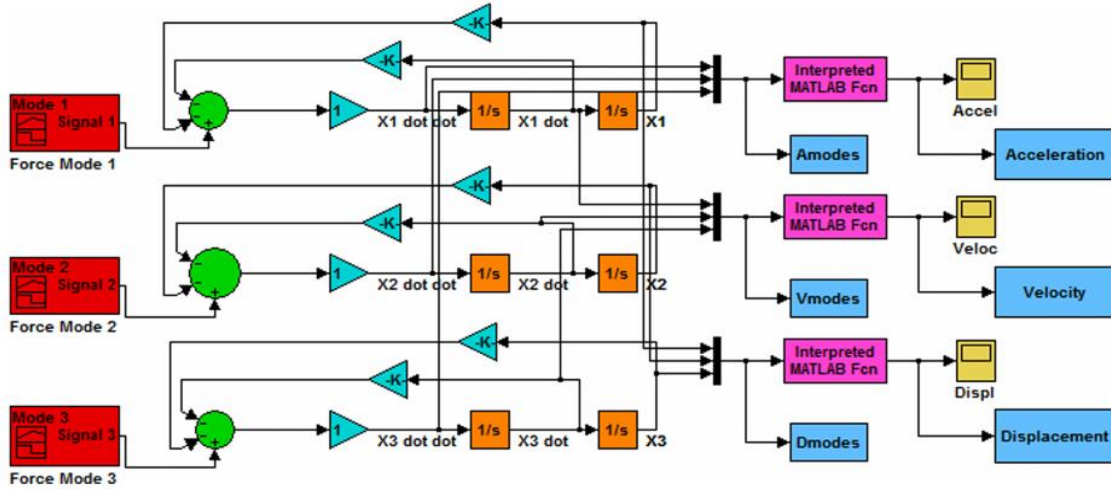 -K-
-K-
Mode 1
Signal 1
Force Mode 1
1
X1 dot dot
1/s
X1 dot
1/s
X1
Interpreted
MATLAB Fcn
Accel
Amodes
Acceleration
-K-
-K-
Mode 2
Signal 2
Force Mode 2
1
X2 dot dot
1/s
X2 dot
1/s
X2
Interpreted
MATLAB Fcn
Veloc
Vmodes
Velocity
-K-
-K-
Mode 3
Signal 3
Force Mode 3
1
X3 dot dot
1/s
X3 dot
1/s
X3
Interpreted
MATLAB Fcn
Displ
Dmodes
Displacement